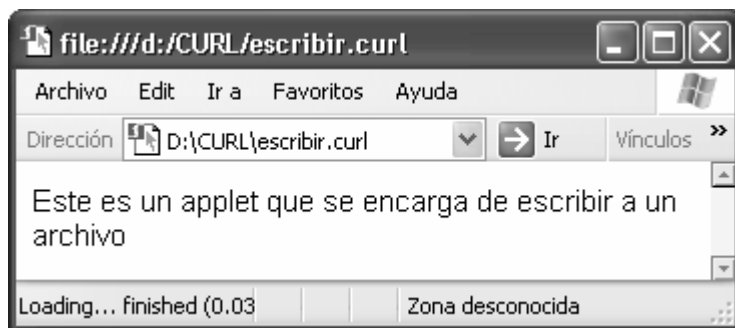 file:///d:/CURL/escribir.curl
Archivo Edit Ir a Favoritos Ayuda
Dirección D:\CURL\escribir.curl Ir Vínculos »
Este es un applet que se encarga de escribir a un
archivo
Loading... finished (0.03 Zona desconocida